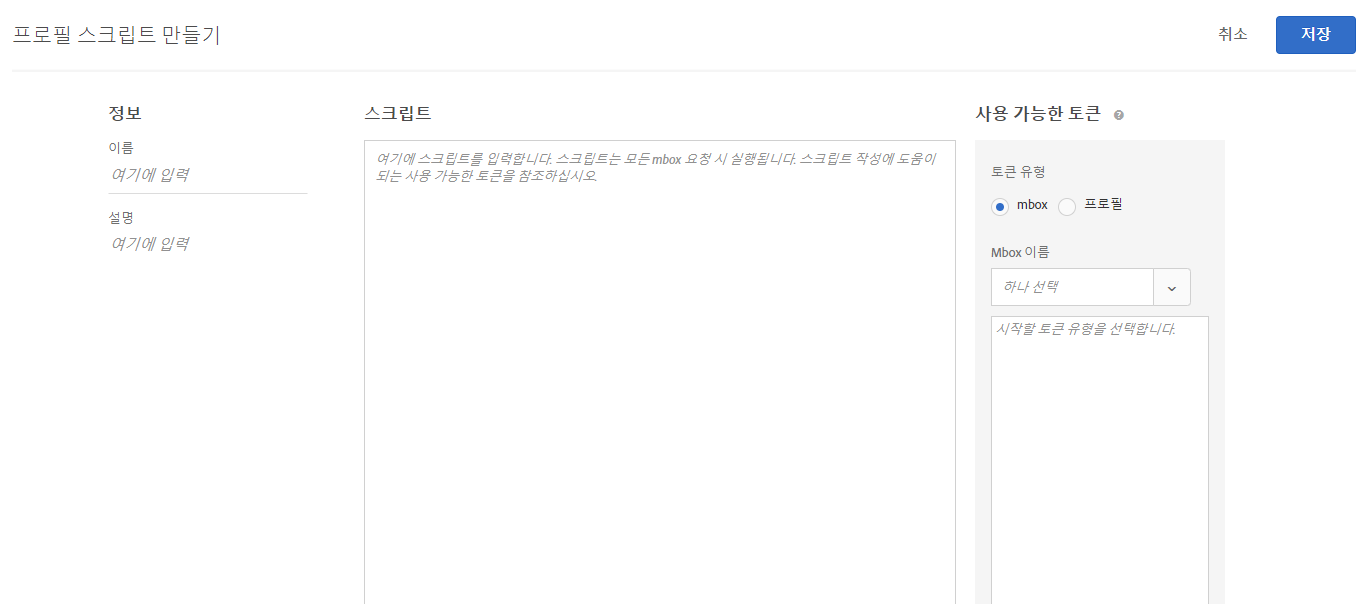 프로필 스크립트 만들기
취소
저장
정보
이름
여기에 입력
설명
여기에 입력
스크립트
여기에 스크립트를 입력합니다. 스크립트는 모든 mbox 요청 시 실행됩니다. 스크립트 작성에 도움이
되는 사용 가능한 토큰을 참조하십시오.
사용 가능한 토큰 ?
토큰 유형
mbox 프로필
Mbox 이름
하나 선택
시작할 토큰 유형을 선택합니다.